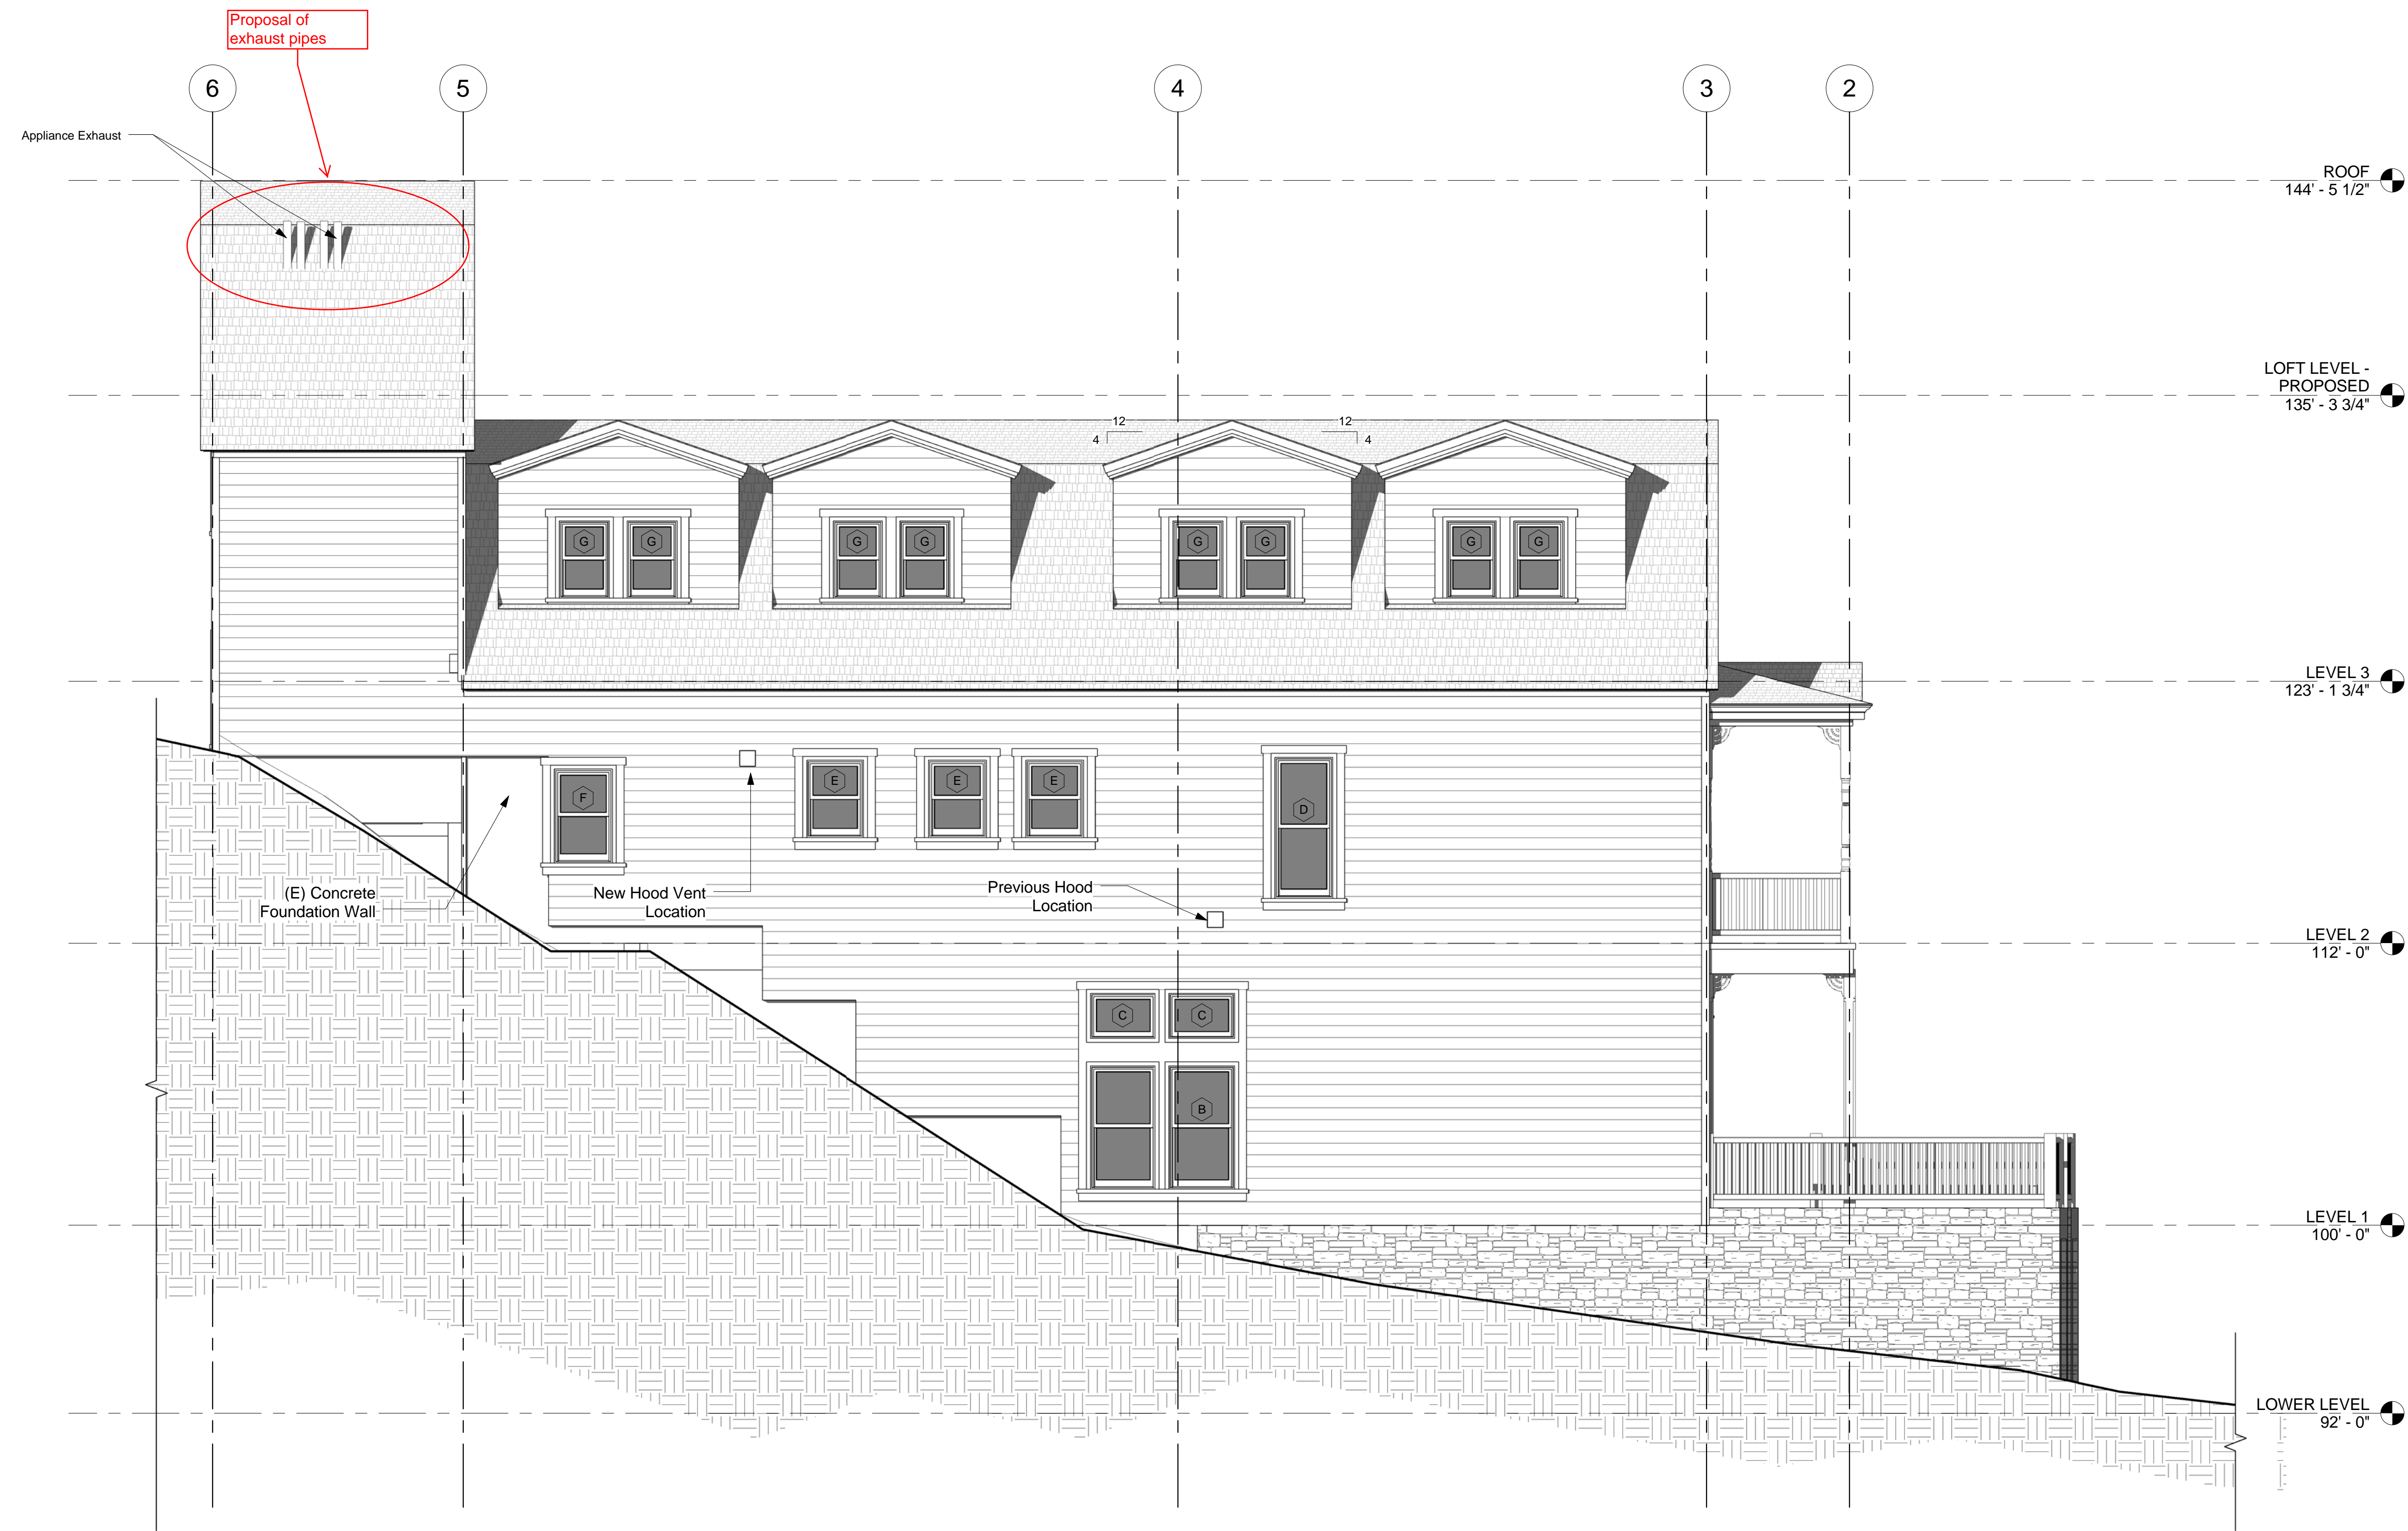 Proposal of
exhaust pipes
6
5
4
3
2
Appliance Exhaust
ROOF
144' - 5 1/2"
LOFT LEVEL -
PROPOSED
135' - 3 3/4"
12
4
12
4
G
G
G
G
G
G
G
G
LEVEL 3
123' - 1 3/4"
F
E
E
E
D
(E) Concrete
Foundation Wall
New Hood Vent
Location
Previous Hood
Location
LEVEL 2
112' - 0"
C
C
B
LEVEL 1
100' - 0"
LOWER LEVEL
92' - 0"